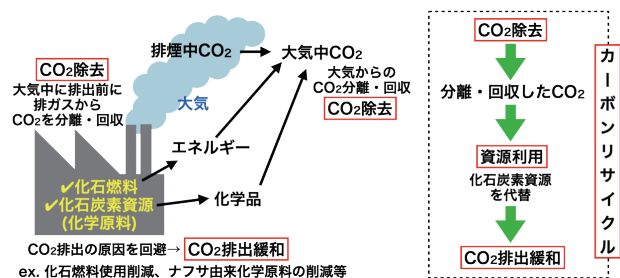 排煙中CO2
大気中CO2
CO2除去
大気中に排出前に
排ガスから
CO2を分離・回収
大気
大気からの
CO2分離・回収
CO2除去
エネルギー
✔化石燃料
✔化石炭素資源
(化学原料)
化学品
CO2排出の原因を回避→ CO2排出緩和
ex. 化石燃料使用削減、ナフサ由来化学原料の削減等
CO2除去
分離・回収したCO2
資源利用
化石炭素資源
を代替
CO2排出緩和
カーボンリサイクル